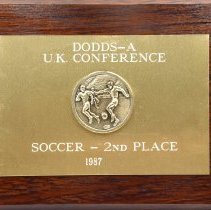 DODDS-A
U.K. CONFERENCE
SOCCER - 2ND PLACE
1987